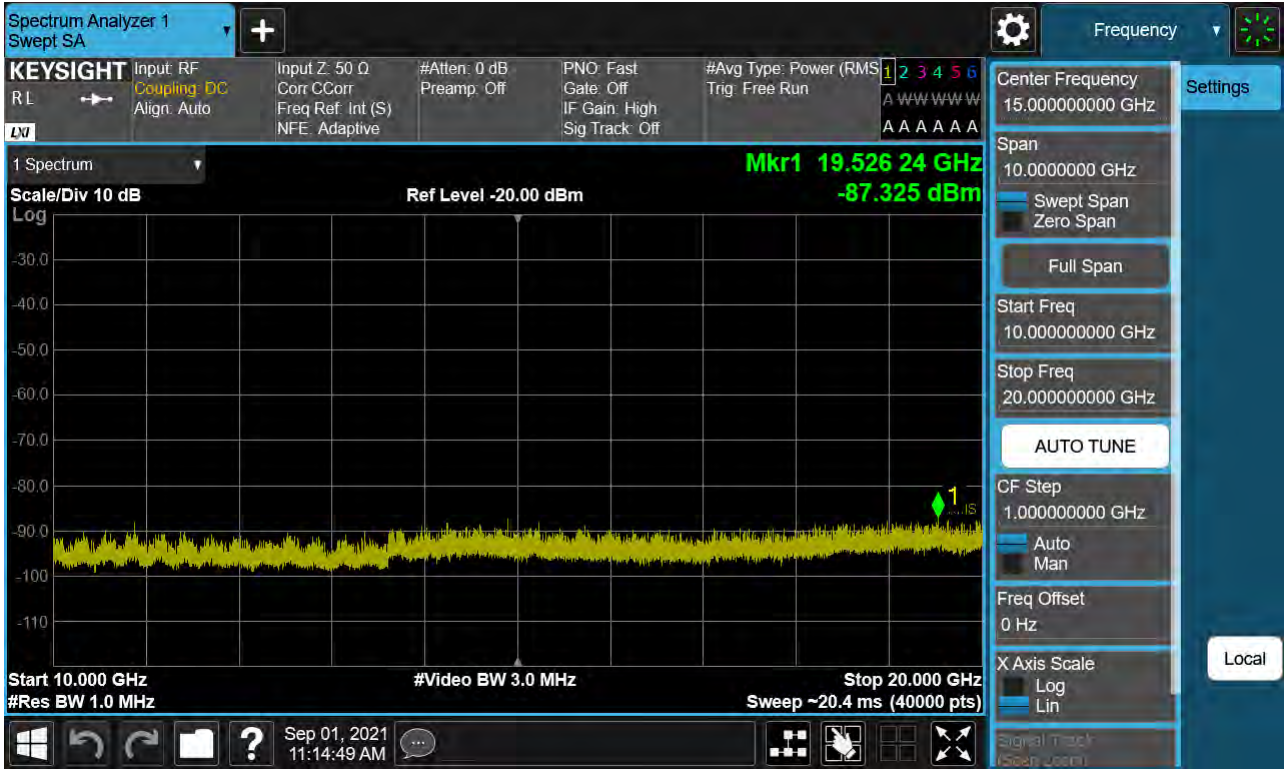 Spectrum Analyzer 1
Swept SA
Frequency
KEYSIGHT
R L
LXI
Input: RF
Coupling: DC
Align: Auto
Input Z: 50 Ω
Corr CCorr
Freq Ref: Int (S)
NFE: Adaptive
#Atten: 0 dB
Preamp: Off
PNO: Fast
Gate: Off
IF Gain: High
Sig Track: Off
#Avg Type: Power (RMS
Trig: Free Run
1 2 3 4 5 6
A W W W W W
A A A A A A
1 Spectrum
Scale/Div 10 dB
Log
Ref Level -20.00 dBm
Mkr1 19.526 24 GHz
-87.325 dBm
-30.0
-40.0
-50.0
-60.0
-70.0
-80.0
-90.0
-100
-110
1
Start 10.000 GHz
#Res BW 1.0 MHz
#Video BW 3.0 MHz
Stop 20.000 GHz
Sweep ~20.4 ms (40000 pts)
Sep 01, 2021
11:14:49 AM
Center Frequency
15.000000000 GHz
Span
10.0000000 GHz
Swept Span
Zero Span
Full Span
Start Freq
10.000000000 GHz
Stop Freq
20.000000000 GHz
AUTO TUNE
CF Step
1.000000000 GHz
Auto
Man
Freq Offset
0 Hz
X Axis Scale
Log
Lin
Signal Track
(Span Zoom)
Settings
Local